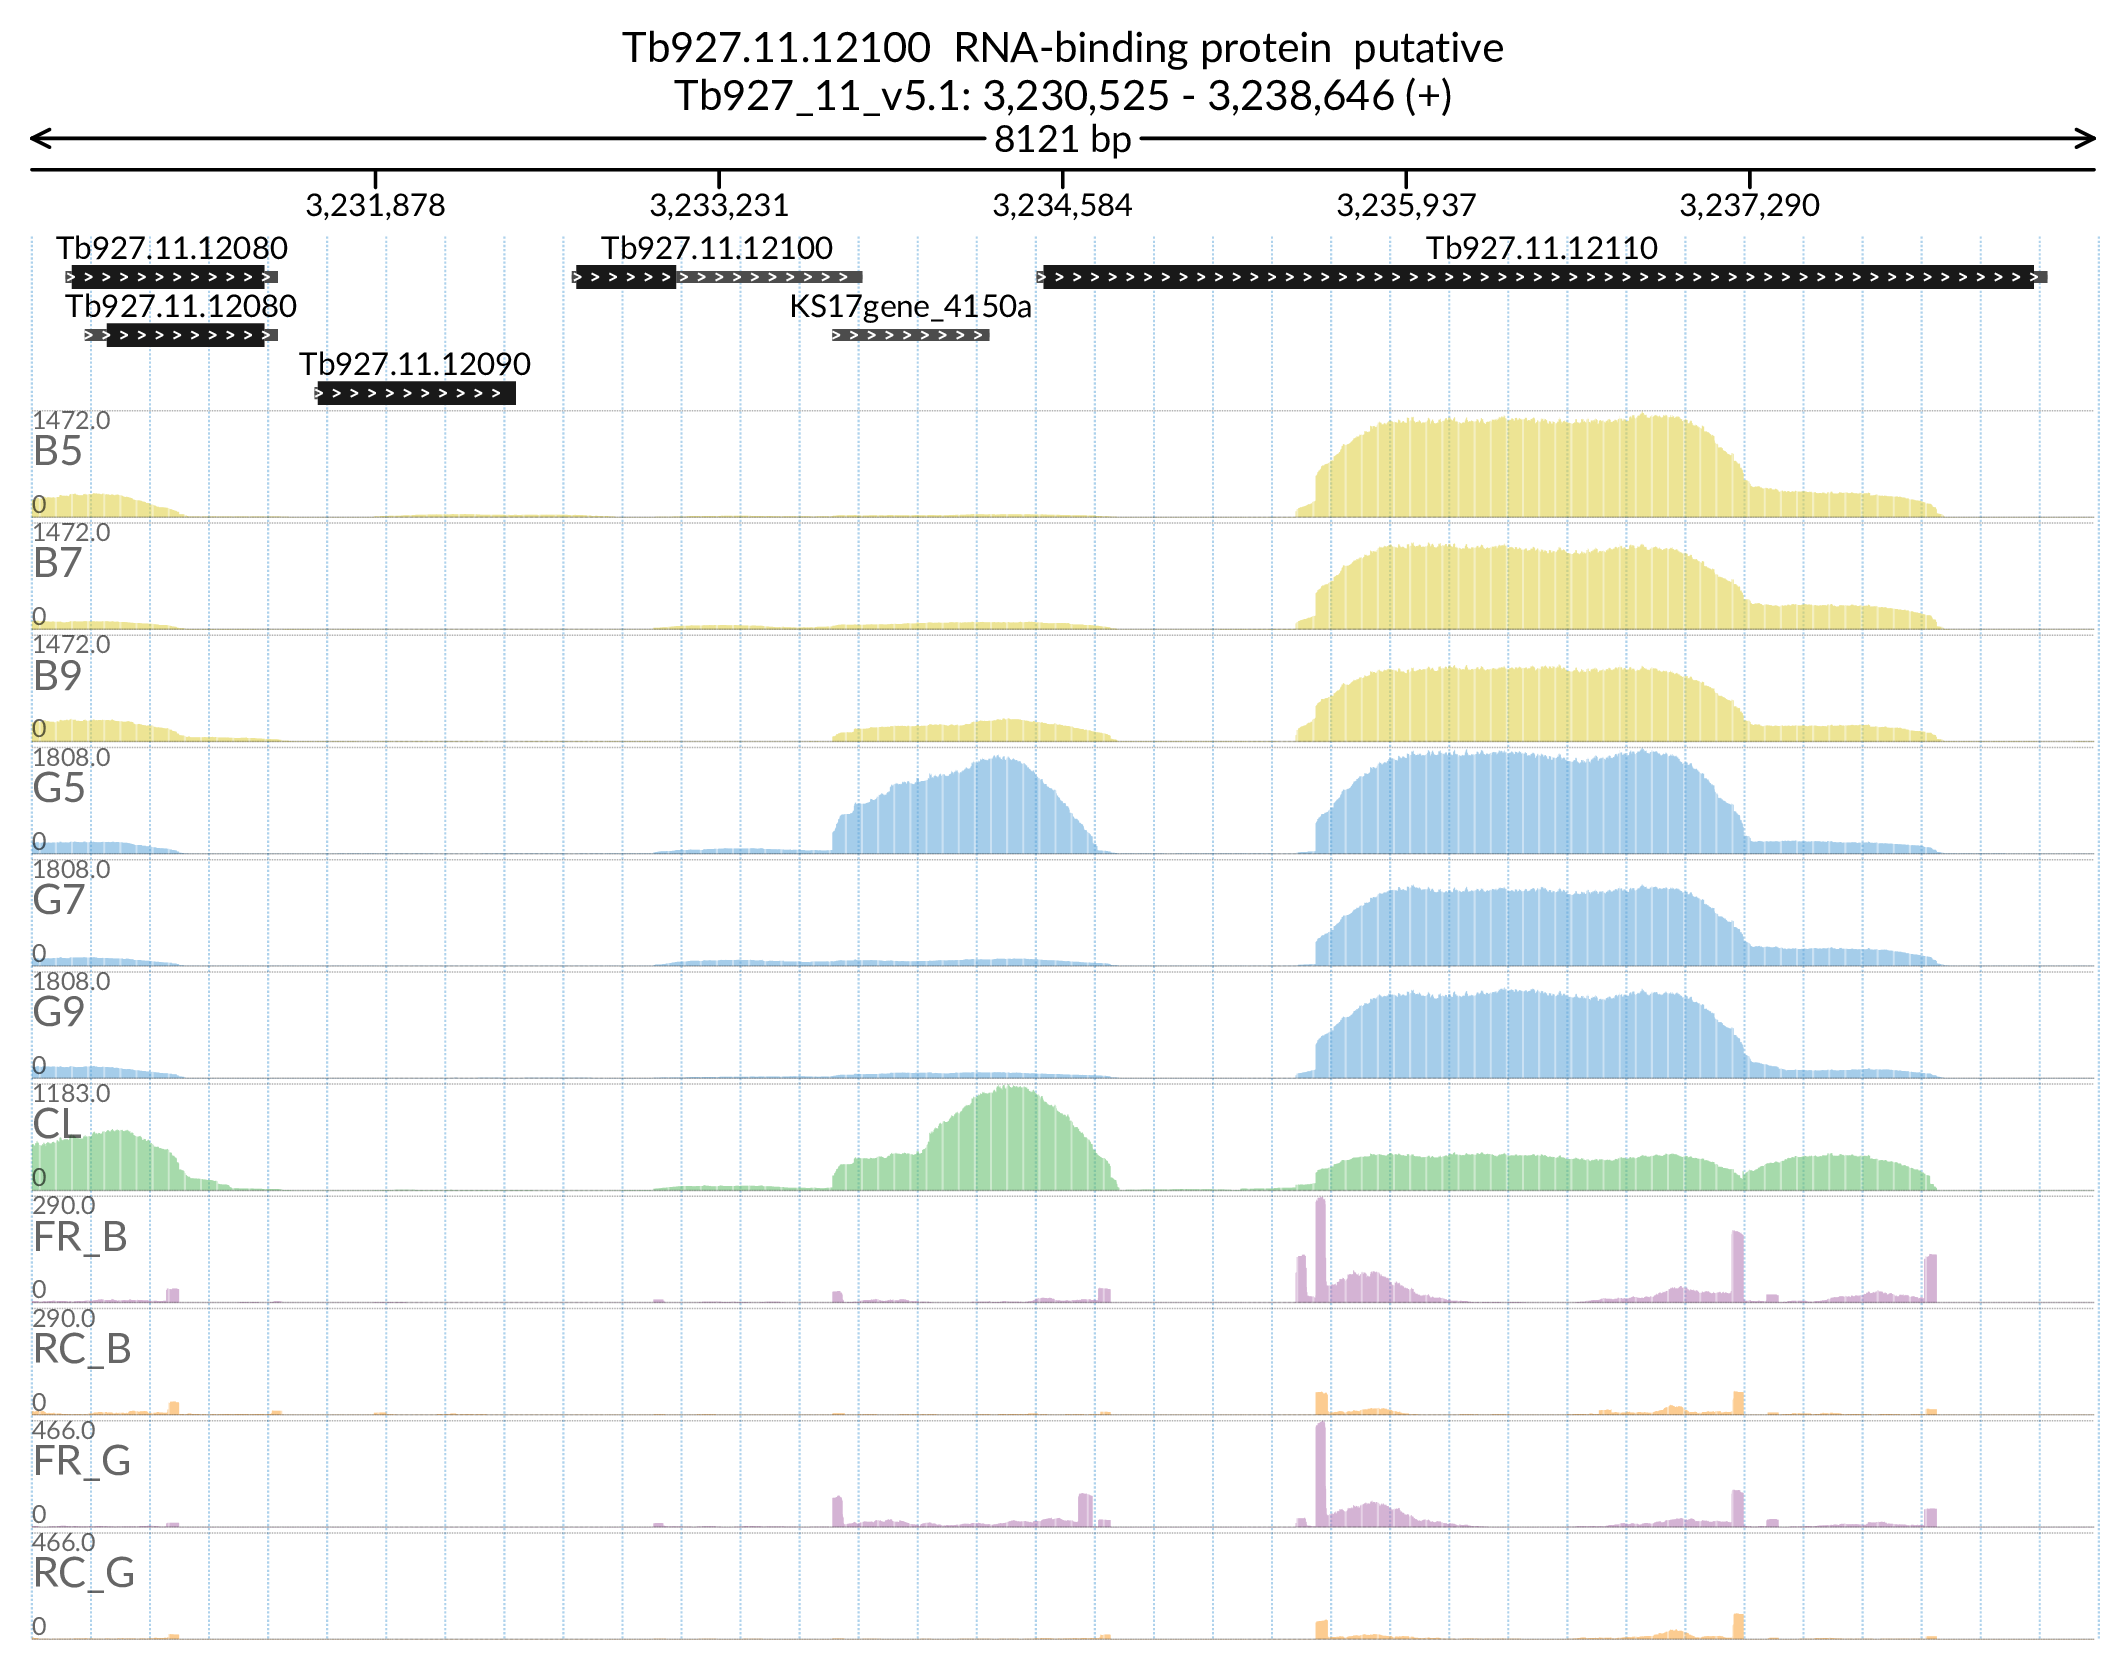 Tb927.11.12100  RNA-binding protein  putative
Tb927_11_v5.1: 3,230,525 - 3,238,646 (+)
8121 bp
3,231,878 3,233,231 3,234,584 3,235,937 3,237,290
Tb927.11.12080 Tb927.11.12100 Tb927.11.12110
Tb927.11.12080 KS17gene_4150a
Tb927.11.12090
1472.0
B5
0
1472.0
B7
0
1472.0
B9
0
1808.0
G5
0
1808.0
G7
0
1808.0
G9
0
1183.0
CL
0
290.0
FR_B
0
290.0
RC_B
0
466.0
FR_G
0
466.0
RC_G
0